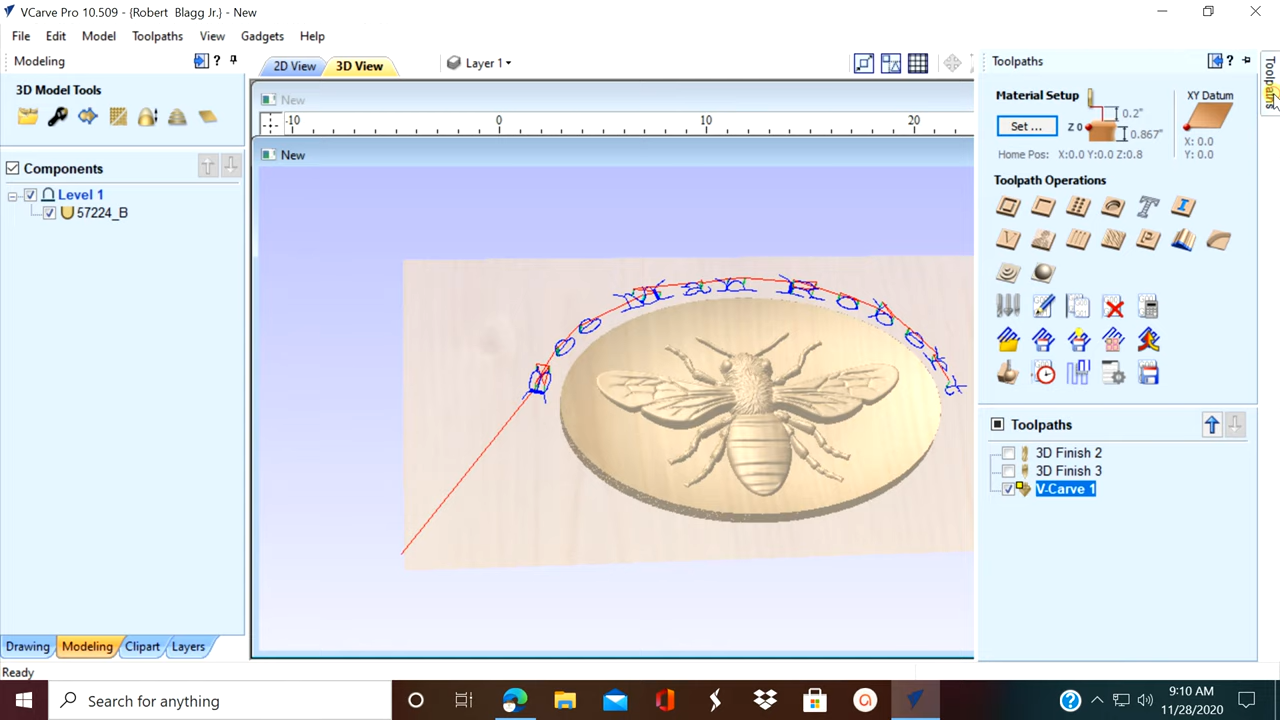 VCarve Pro 10.509 - {Robert Blagg Jr.} - New
File Edit Model Toolpaths View Gadgets Help
Modeling
2D View
3D View
Layer 1
Toolpaths
Toolpaths
3D Model Tools
Material Setup
XY Datum
New
0.2"
Set ...
Z 0
0.867"
X: 0.0
Y: 0.0
-10 0 10 20
Home Pos: X:0.0 Y:0.0 Z:0.8
New
Components
Toolpath Operations
Level 1
57224_B
Boo Man Rocky
Toolpaths
3D Finish 2
3D Finish 3
V-Carve 1
Drawing Modeling Clipart Layers
Ready
Search for anything
9:10 AM
11/28/2020